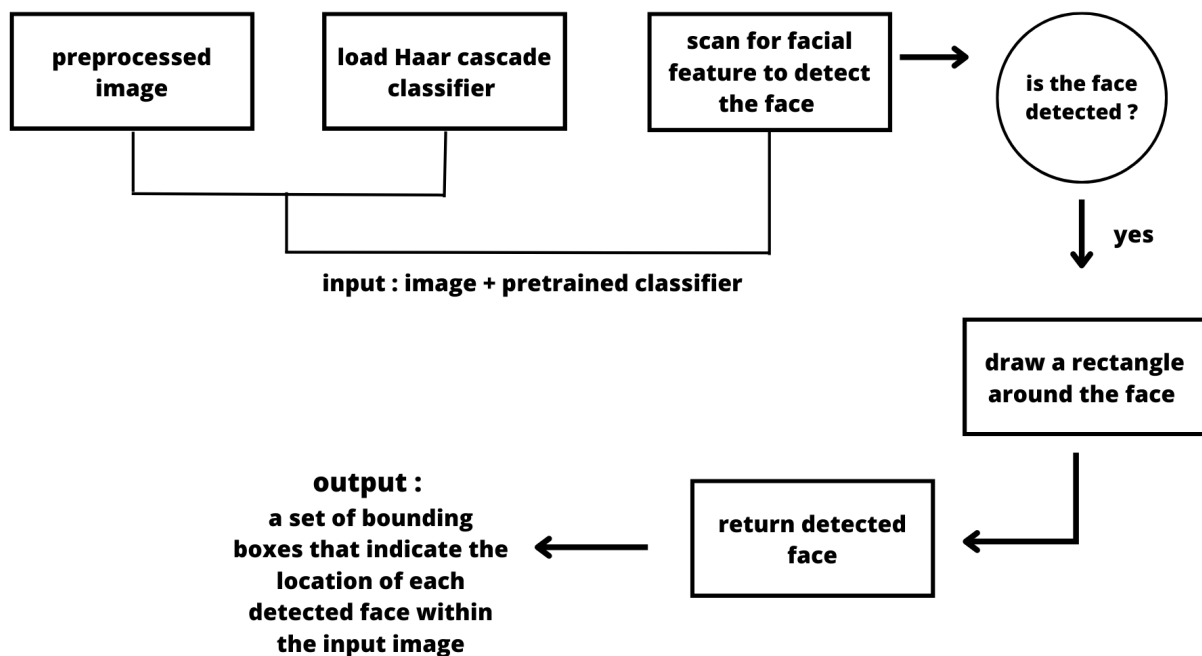 preprocessed
image
load Haar cascade
classifier
scan for facial
feature to detect
the face
is the face
detected ?
yes
input : image + pretrained classifier
draw a rectangle
around the face
return detected
face
output :
a set of bounding
boxes that indicate the
location of each
detected face within
the input image